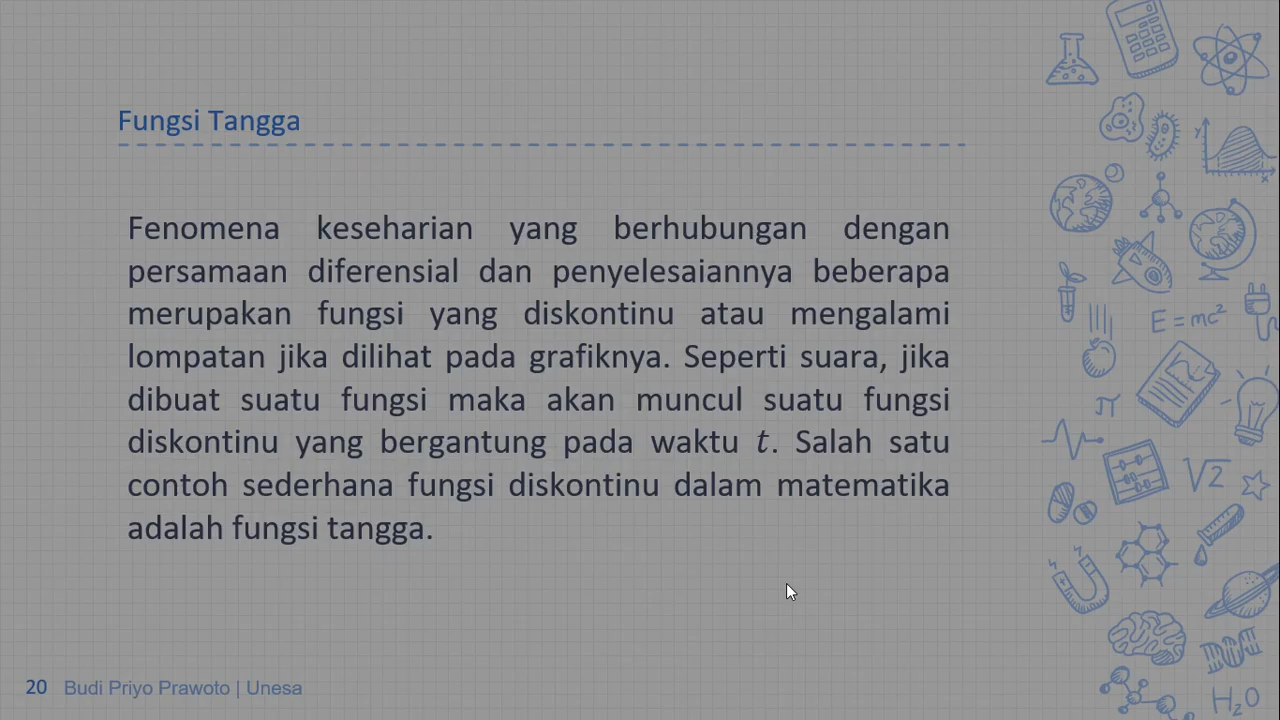 Fungsi Tangga
Fenomena keseharian yang berhubungan dengan
persamaan diferensial dan penyelesaiannya beberapa
merupakan fungsi yang diskontinu atau mengalami
lompatan jika dilihat pada grafiknya. Seperti suara, jika
dibuat suatu fungsi maka akan muncul suatu fungsi
diskontinu yang bergantung pada waktu t. Salah satu
contoh sederhana fungsi diskontinu dalam matematika
adalah fungsi tangga.
20 Budi Priyo Prawoto | Unesa
y
x
E = mc²
π
√2
H₂O